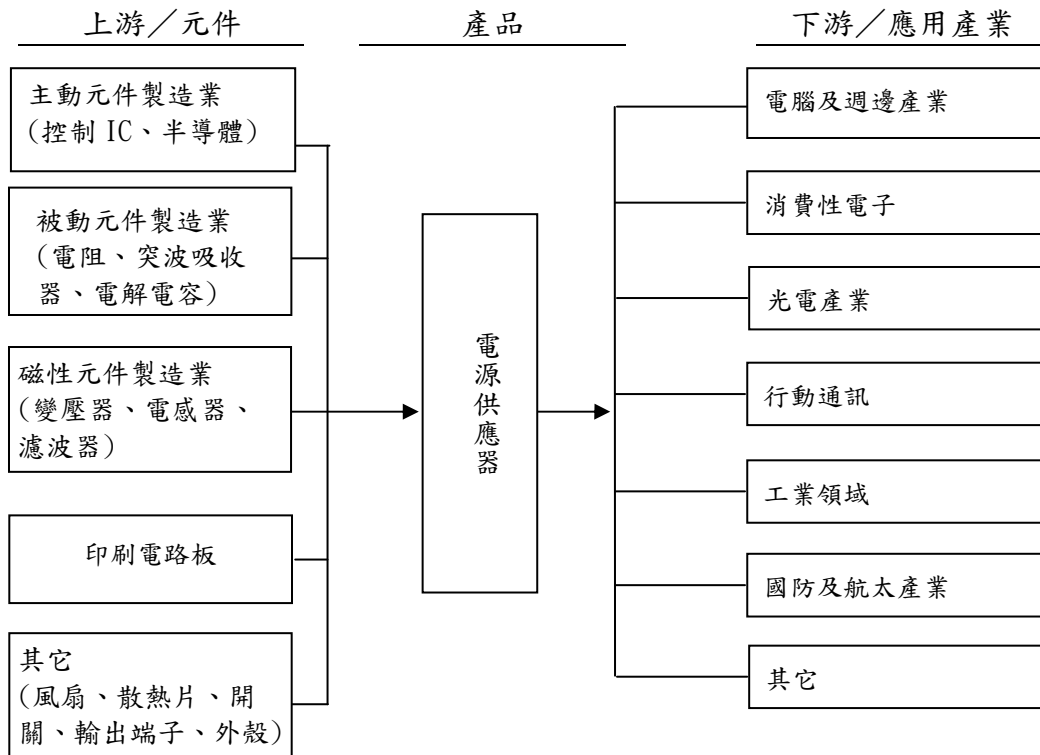 上游／元件
產品
下游／應用產業
主動元件製造業
(控制 IC、半導體)
被動元件製造業
(電阻、突波吸收
器、電解電容)
磁性元件製造業
(變壓器、電感器、
濾波器)
印刷電路板
其它
(風扇、散熱片、開
關、輸出端子、外殼)
電源供應器
電腦及週邊產業
消費性電子
光電產業
行動通訊
工業領域
國防及航太產業
其它